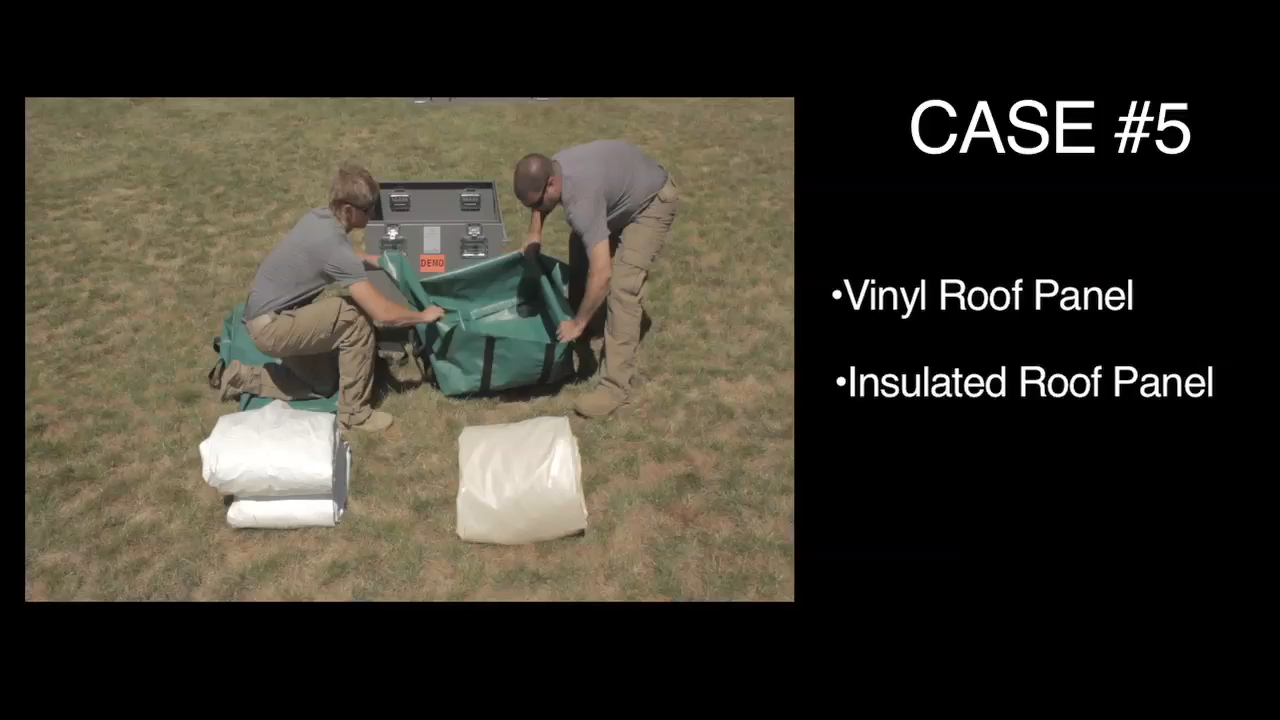 CASE #5
•Vinyl Roof Panel
•Insulated Roof Panel
DEMO